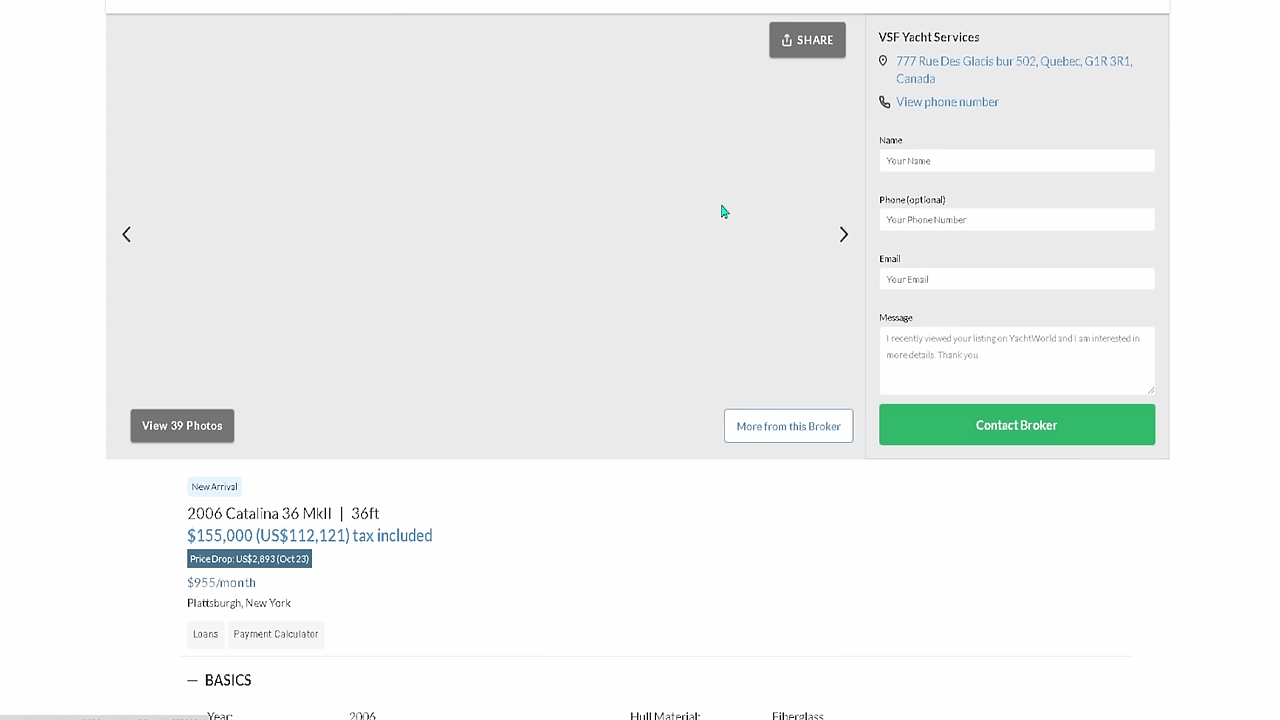 SHARE
View 39 Photos
More from this Broker
VSF Yacht Services
777 Rue Des Glacis bur 502, Quebec, G1R 3R1,
Canada
View phone number
Name
Your Name
Phone (optional)
Your Phone Number
Email
Your Email
Message
I recently viewed your listing on YachtWorld and I am interested in
more details. Thank you
Contact Broker
New Arrival
2006 Catalina 36 MkII | 36ft
$155,000 (US$112,121) tax included
Price Drop: US$2,893 (Oct 23)
$955/month
Plattsburgh, New York
Loans Payment Calculator
— BASICS
Year: 2006 Hull Material: Fiberglass